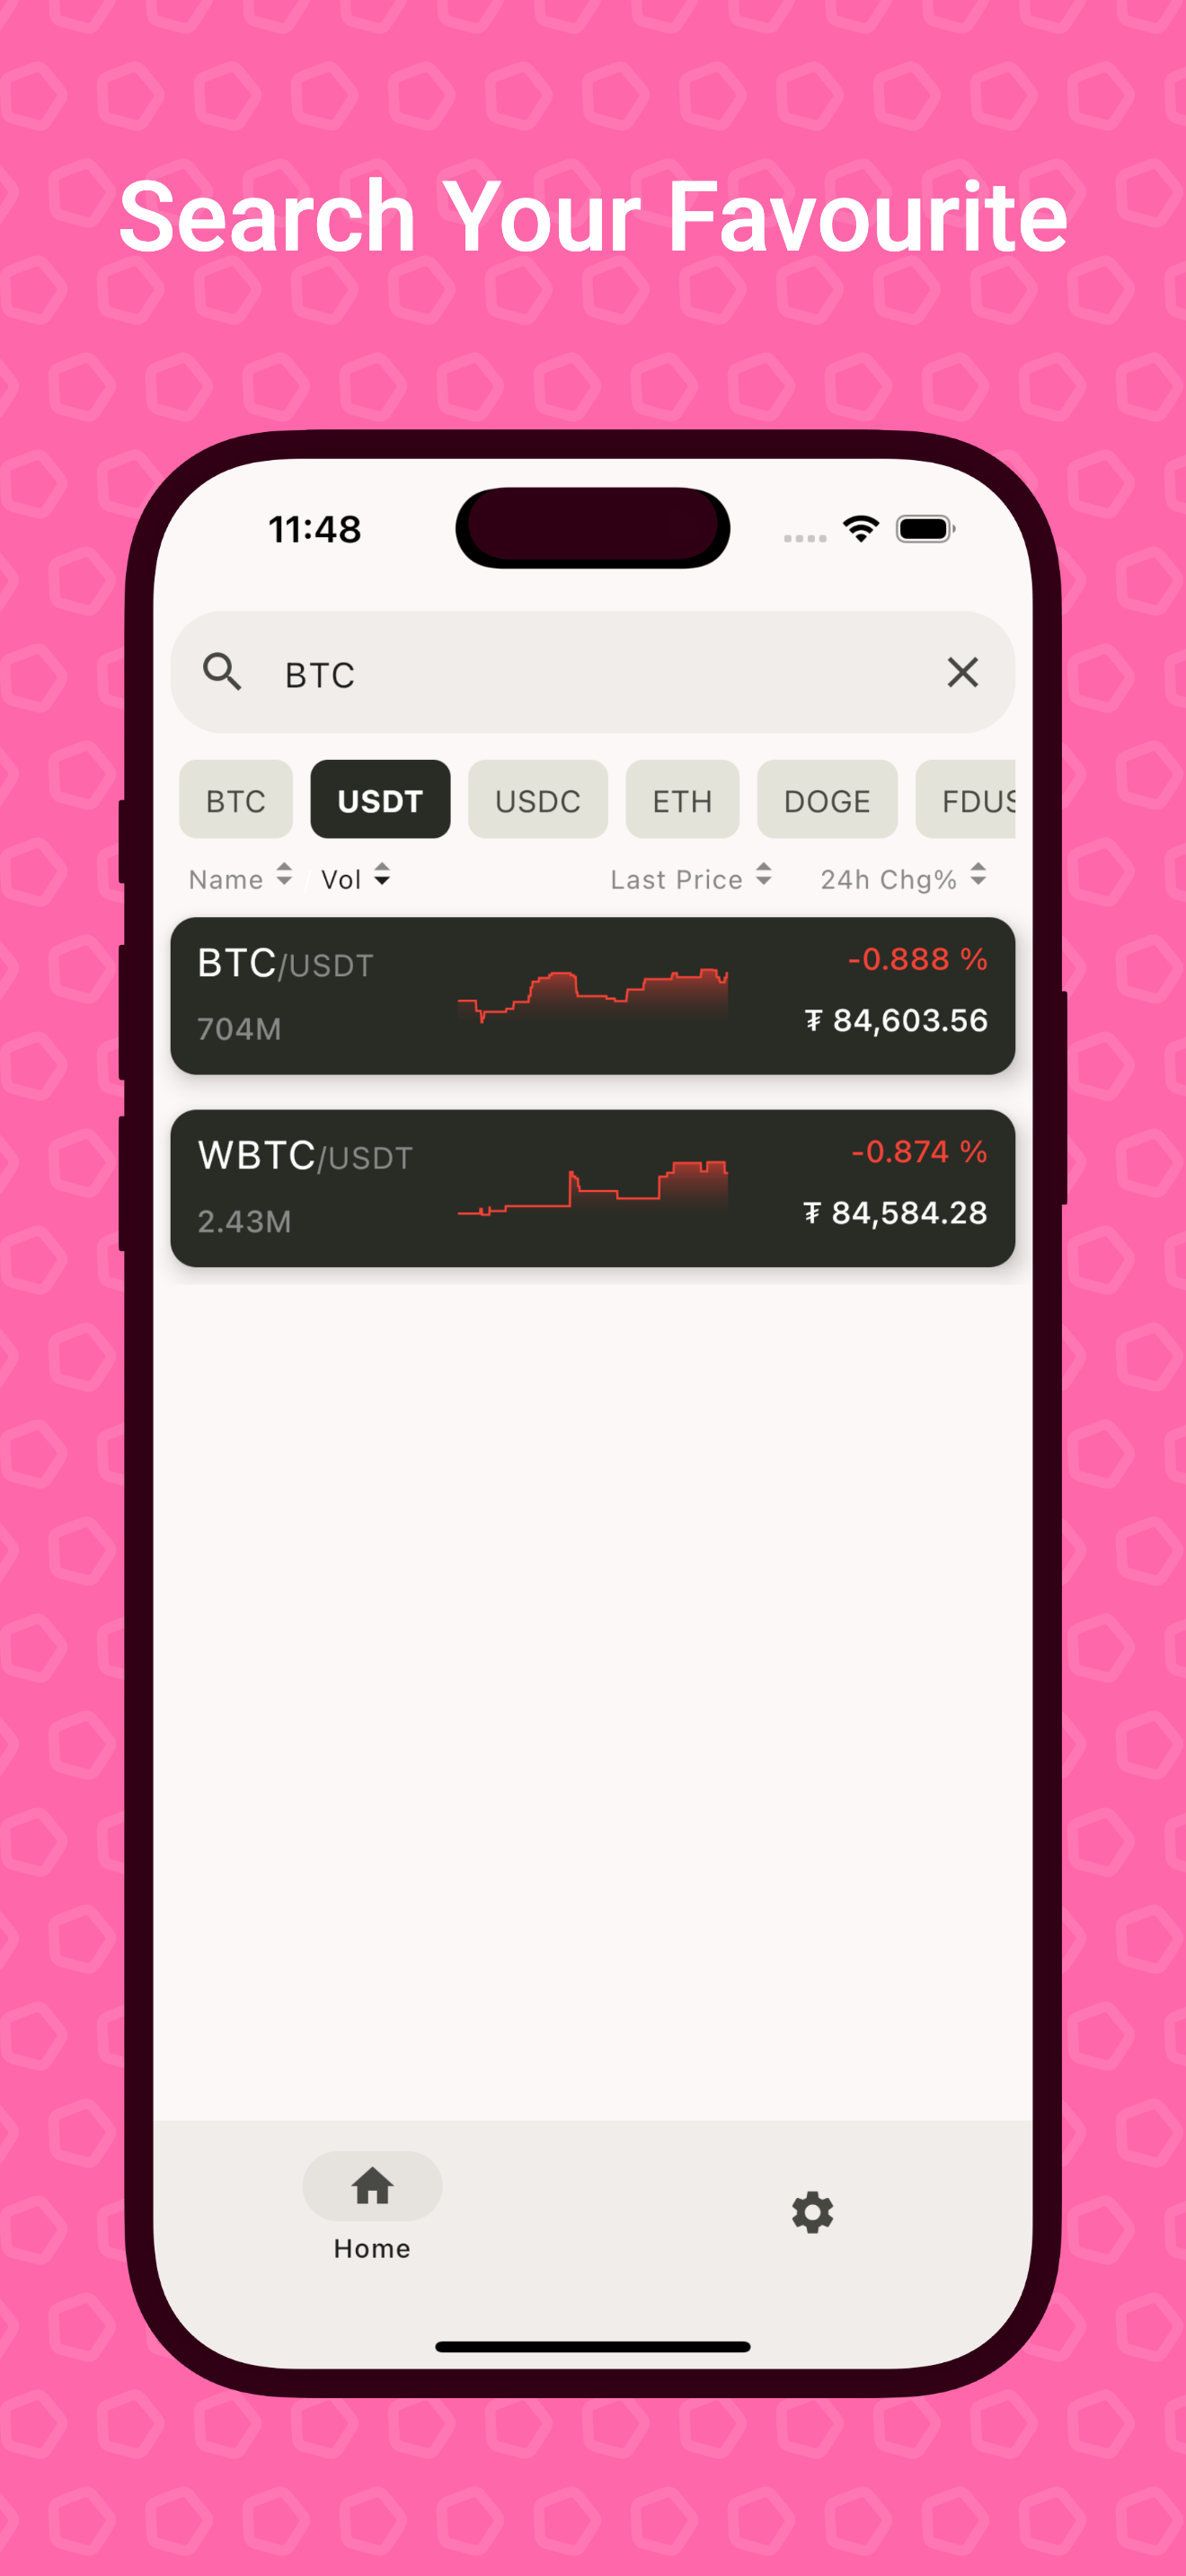 Search Your Favourite
11:48
BTC
BTC USDT USDC ETH DOGE FDUS
Name / Vol Last Price 24h Chg%
BTC/USDT -0.888 %
704M ₮ 84,603.56
WBTC/USDT -0.874 %
2.43M ₮ 84,584.28
Home